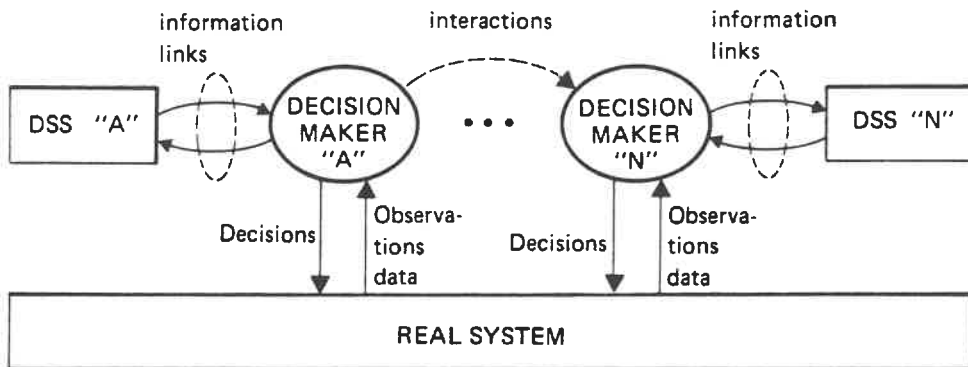 information
links
interactions
information
links
DSS "A"
DECISION
MAKER
"A"
• • •
DECISION
MAKER
"N"
DSS "N"
Decisions
Observa-
tions
data
Decisions
Observa-
tions
data
REAL SYSTEM